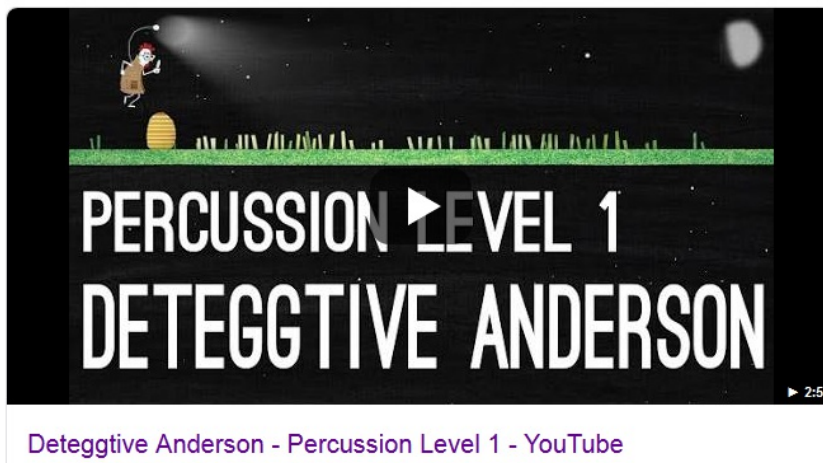 PERCUSSION LEVEL 1
DETEGGTIVE ANDERSON
Deteggtive Anderson - Percussion Level 1 - YouTube